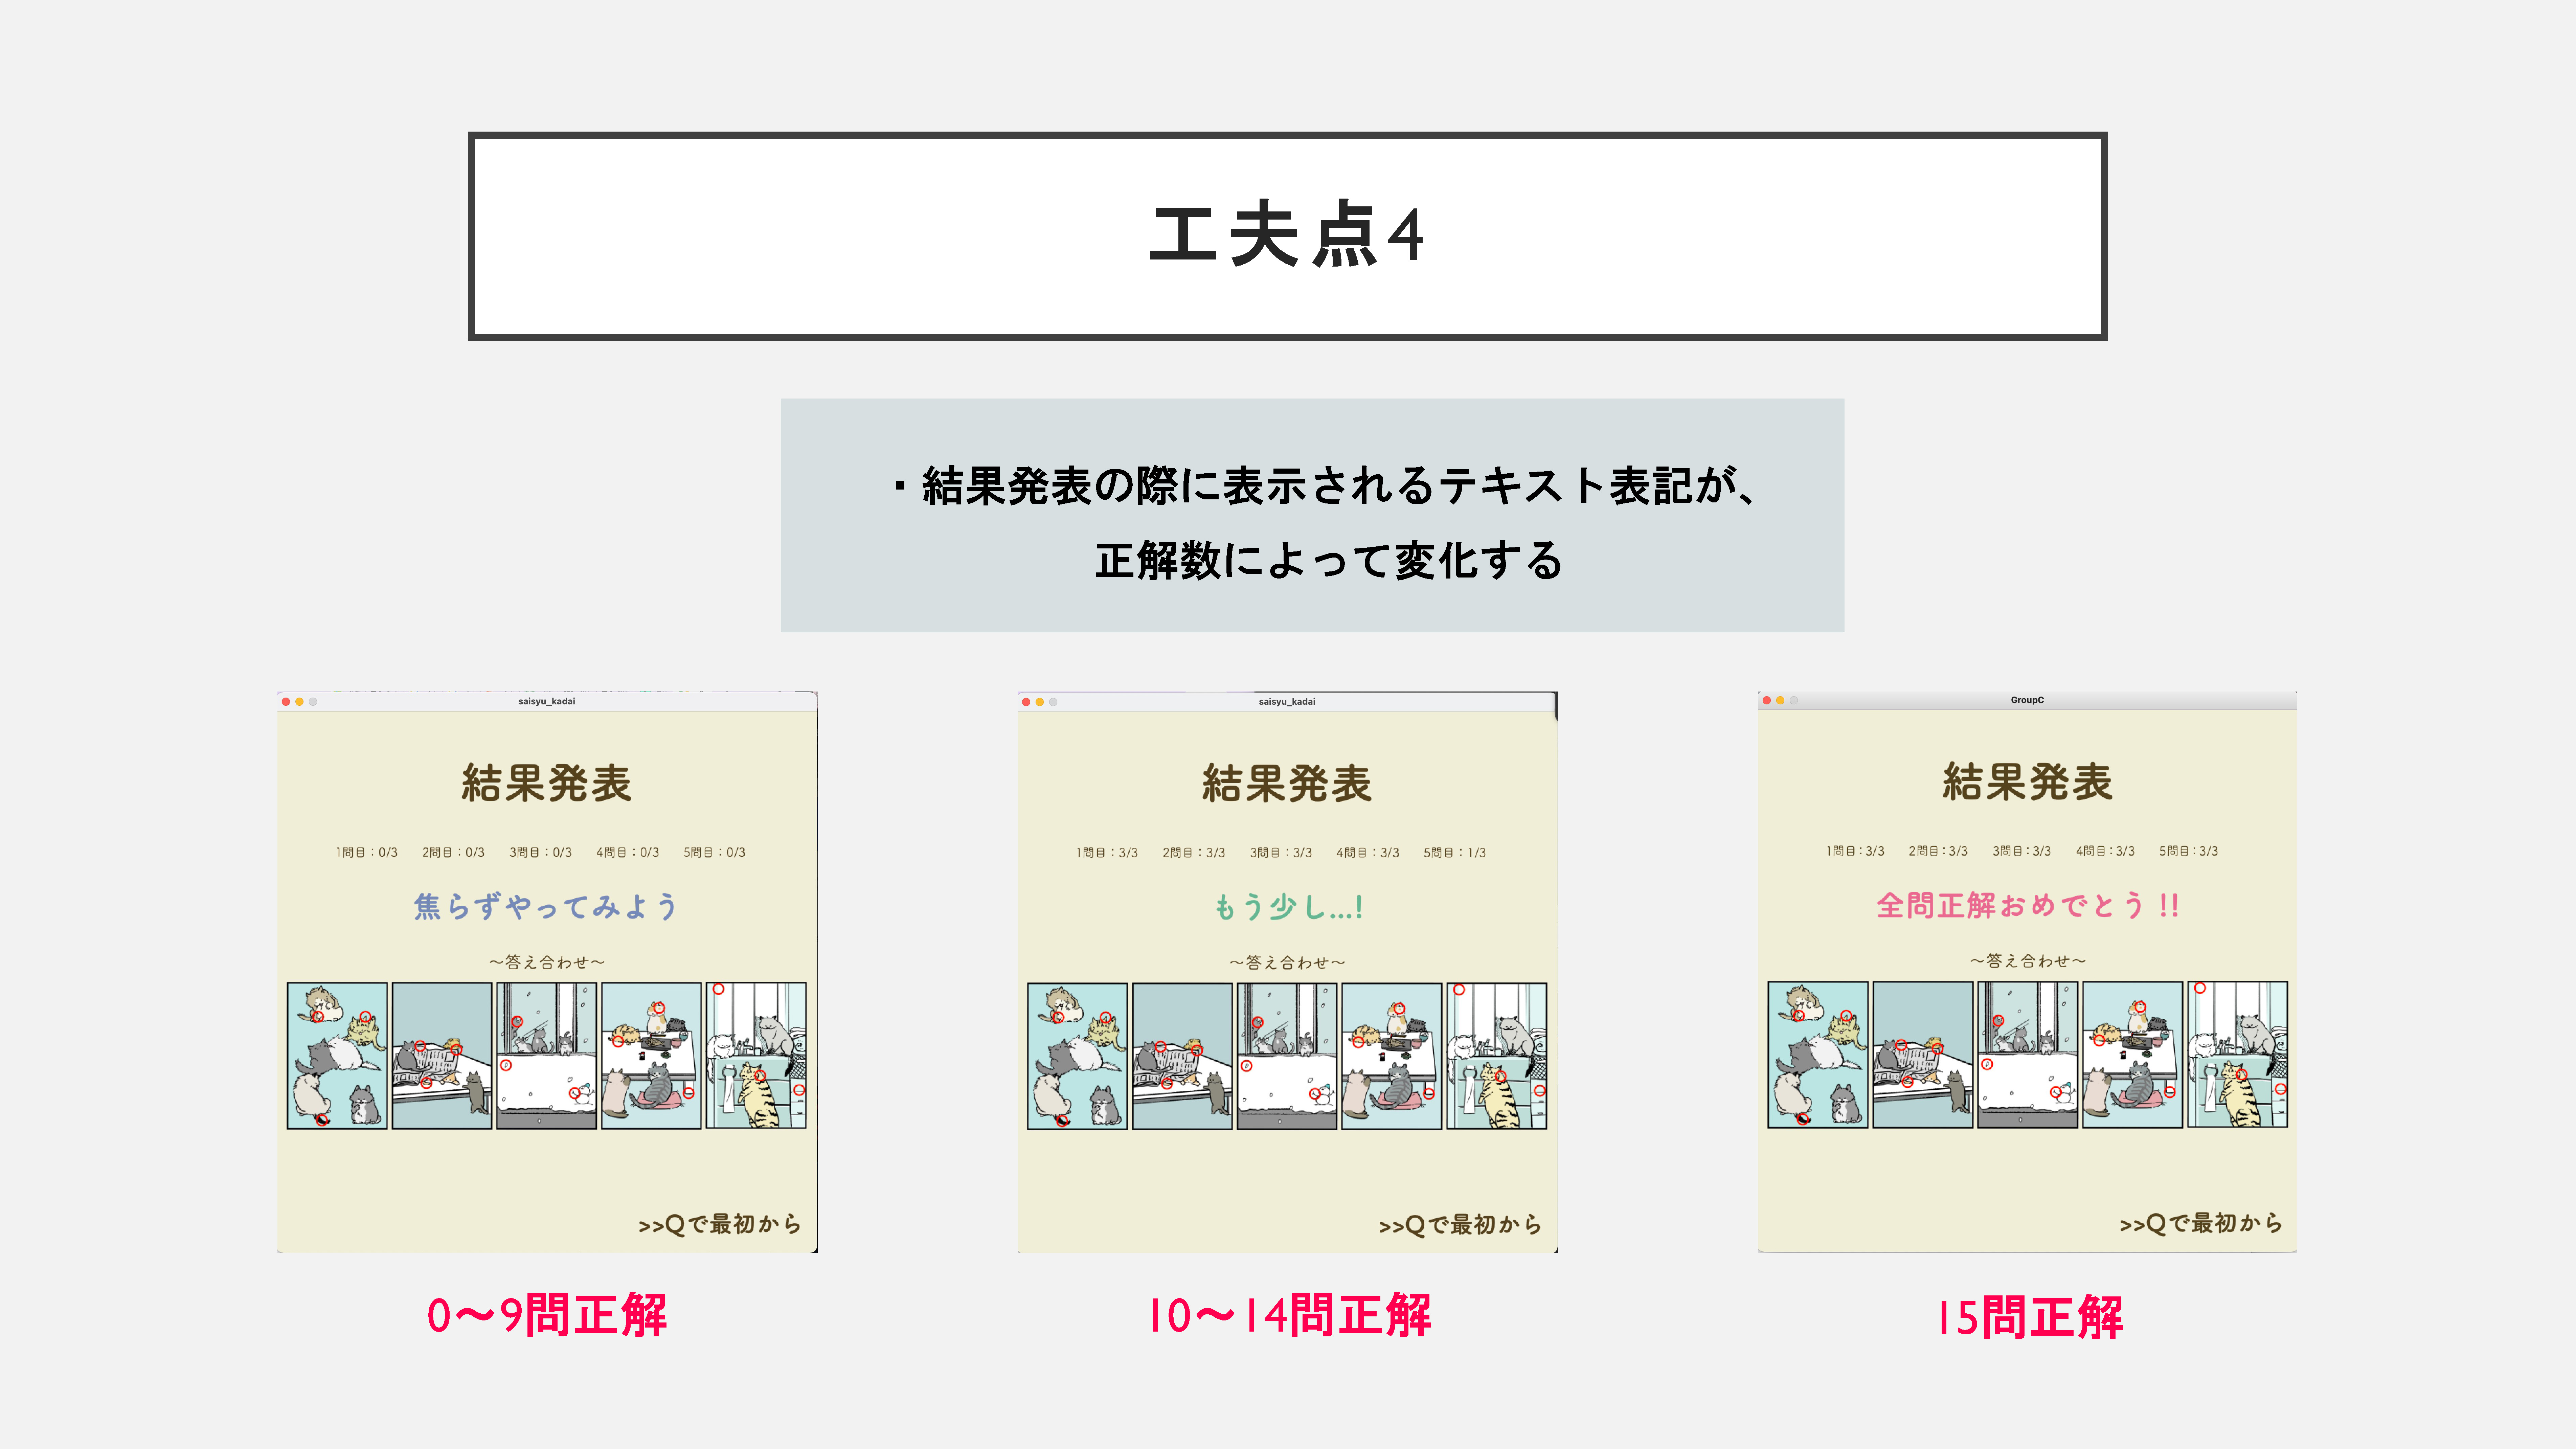 工夫点4
・結果発表の際に表示されるテキスト表記が、
正解数によって変化する
saisyu_kadai
結果発表
1問目：0/3 2問目：0/3 3問目：0/3 4問目：0/3 5問目：0/3
焦らずやってみよう
～答え合わせ～
>>Qで最初から
0～9問正解
saisyu_kadai
結果発表
1問目：3/3 2問目：3/3 3問目：3/3 4問目：3/3 5問目：1/3
もう少し...!
～答え合わせ～
>>Qで最初から
10～14問正解
GroupC
結果発表
1問目：3/3 2問目：3/3 3問目：3/3 4問目：3/3 5問目：3/3
全問正解おめでとう !!
～答え合わせ～
>>Qで最初から
15問正解